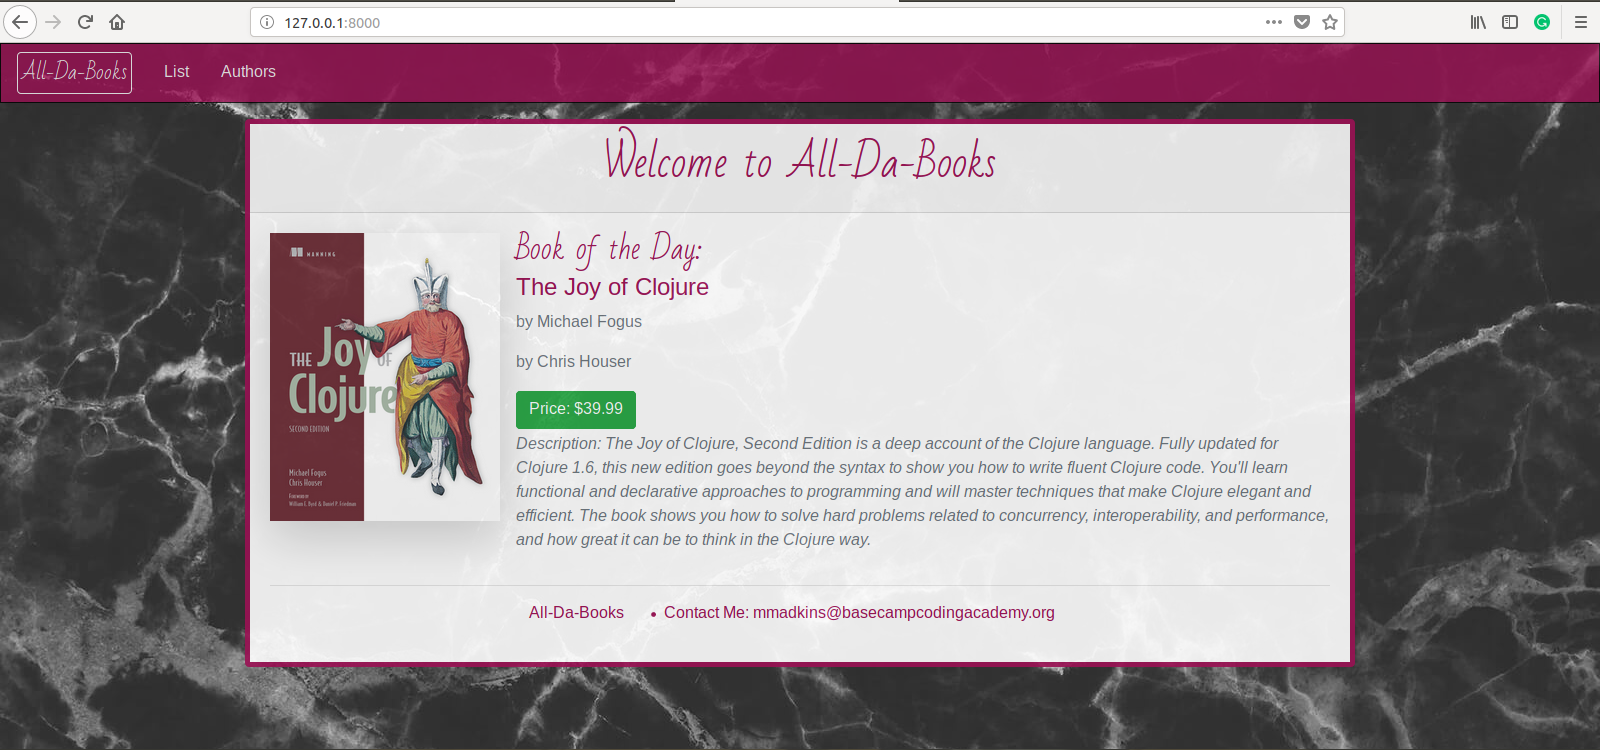 127.0.0.1:8000
All-Da-Books
List
Authors
Welcome to All-Da-Books
MANNING
THE Joy OF
Clojure
SECOND EDITION
Michael Fogus
Chris Houser
FOREWORD BY
William E. Byrd & Daniel P. Friedman
Book of the Day:
The Joy of Clojure
by Michael Fogus
by Chris Houser
Price: $39.99
Description: The Joy of Clojure, Second Edition is a deep account of the Clojure language. Fully updated for
Clojure 1.6, this new edition goes beyond the syntax to show you how to write fluent Clojure code. You'll learn
functional and declarative approaches to programming and will master techniques that make Clojure elegant and
efficient. The book shows you how to solve hard problems related to concurrency, interoperability, and performance,
and how great it can be to think in the Clojure way.
All-Da-Books • Contact Me: mmadkins@basecampcodingacademy.org